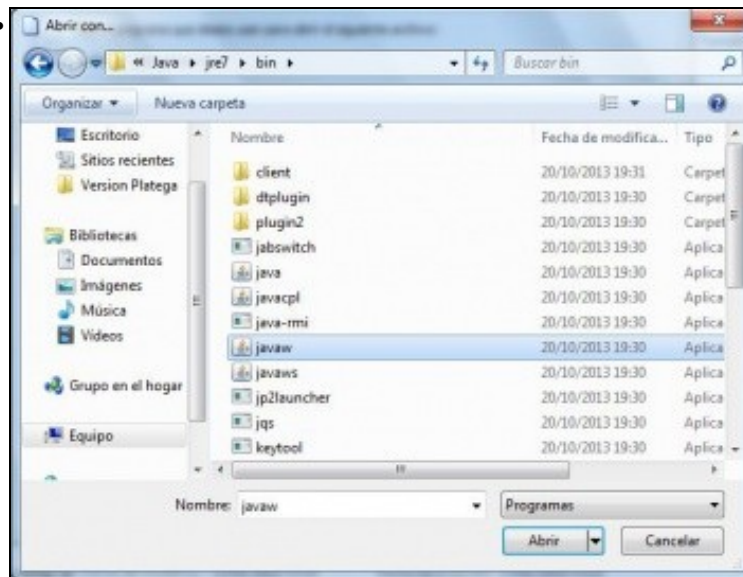 Abrir con...
« Java ▸ jre7 ▸ bin ▸
Buscar bin
Organizar
Nueva carpeta
Escritorio
Sitios recientes
Version Platega
Bibliotecas
Documentos
Imágenes
Música
Vídeos
Grupo en el hogar
Equipo
Nombre Fecha de modifica... Tipo
client 20/10/2013 19:31 Carpet
dtplugin 20/10/2013 19:30 Carpet
plugin2 20/10/2013 19:30 Carpet
jabswitch 20/10/2013 19:30 Aplica
java 20/10/2013 19:30 Aplica
javacpl 20/10/2013 19:30 Aplica
java-rmi 20/10/2013 19:30 Aplica
javaw 20/10/2013 19:30 Aplica
javaws 20/10/2013 19:30 Aplica
jp2launcher 20/10/2013 19:30 Aplica
jqs 20/10/2013 19:30 Aplica
keytool 20/10/2013 19:30 Aplica
Nombre: javaw
Programas
Abrir
Cancelar